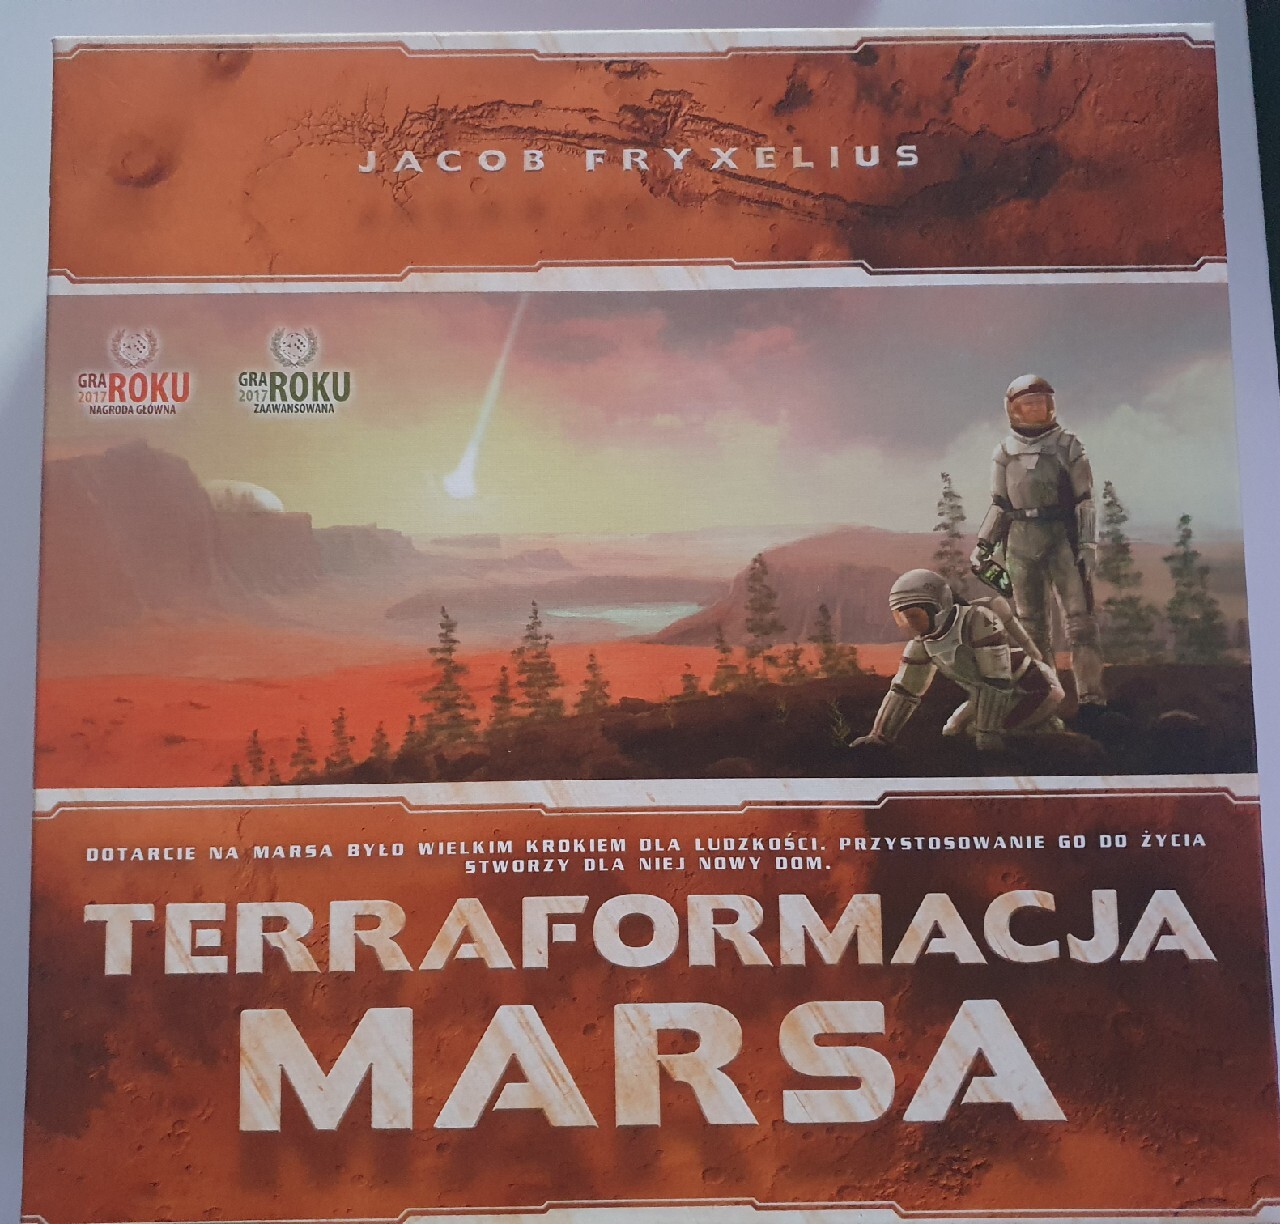 JACOB FRYXELIUS
GRA ROKU
2017
NAGRODA GŁÓWNA
GRA ROKU
2017
ZAAWANSOWANA
DOTARCIE NA MARSA BYŁO WIELKIM KROKIEM DLA LUDZKOŚCI. PRZYSTOSOWANIE GO DO ŻYCIA
STWORZY DLA NIEJ NOWY DOM.
TERRAFORMACJA
MARSA